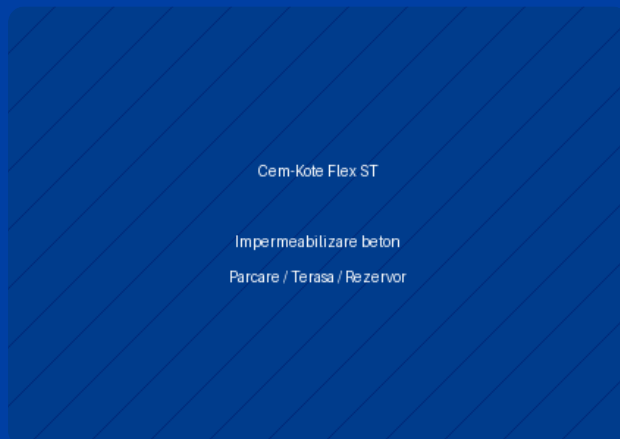 Cem-Kote Flex ST
Impermeabilizare beton
Parcare / Terasa / Rezervor